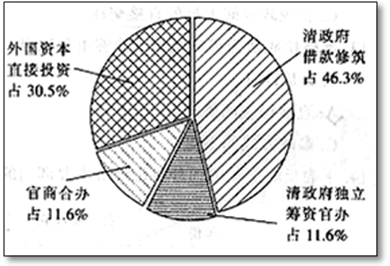 外国资本
直接投资
占 30.5%
清政府
借款修筑
占 46.3%
官商合办
占 11.6%
清政府独立
筹资官办
占 11.6%